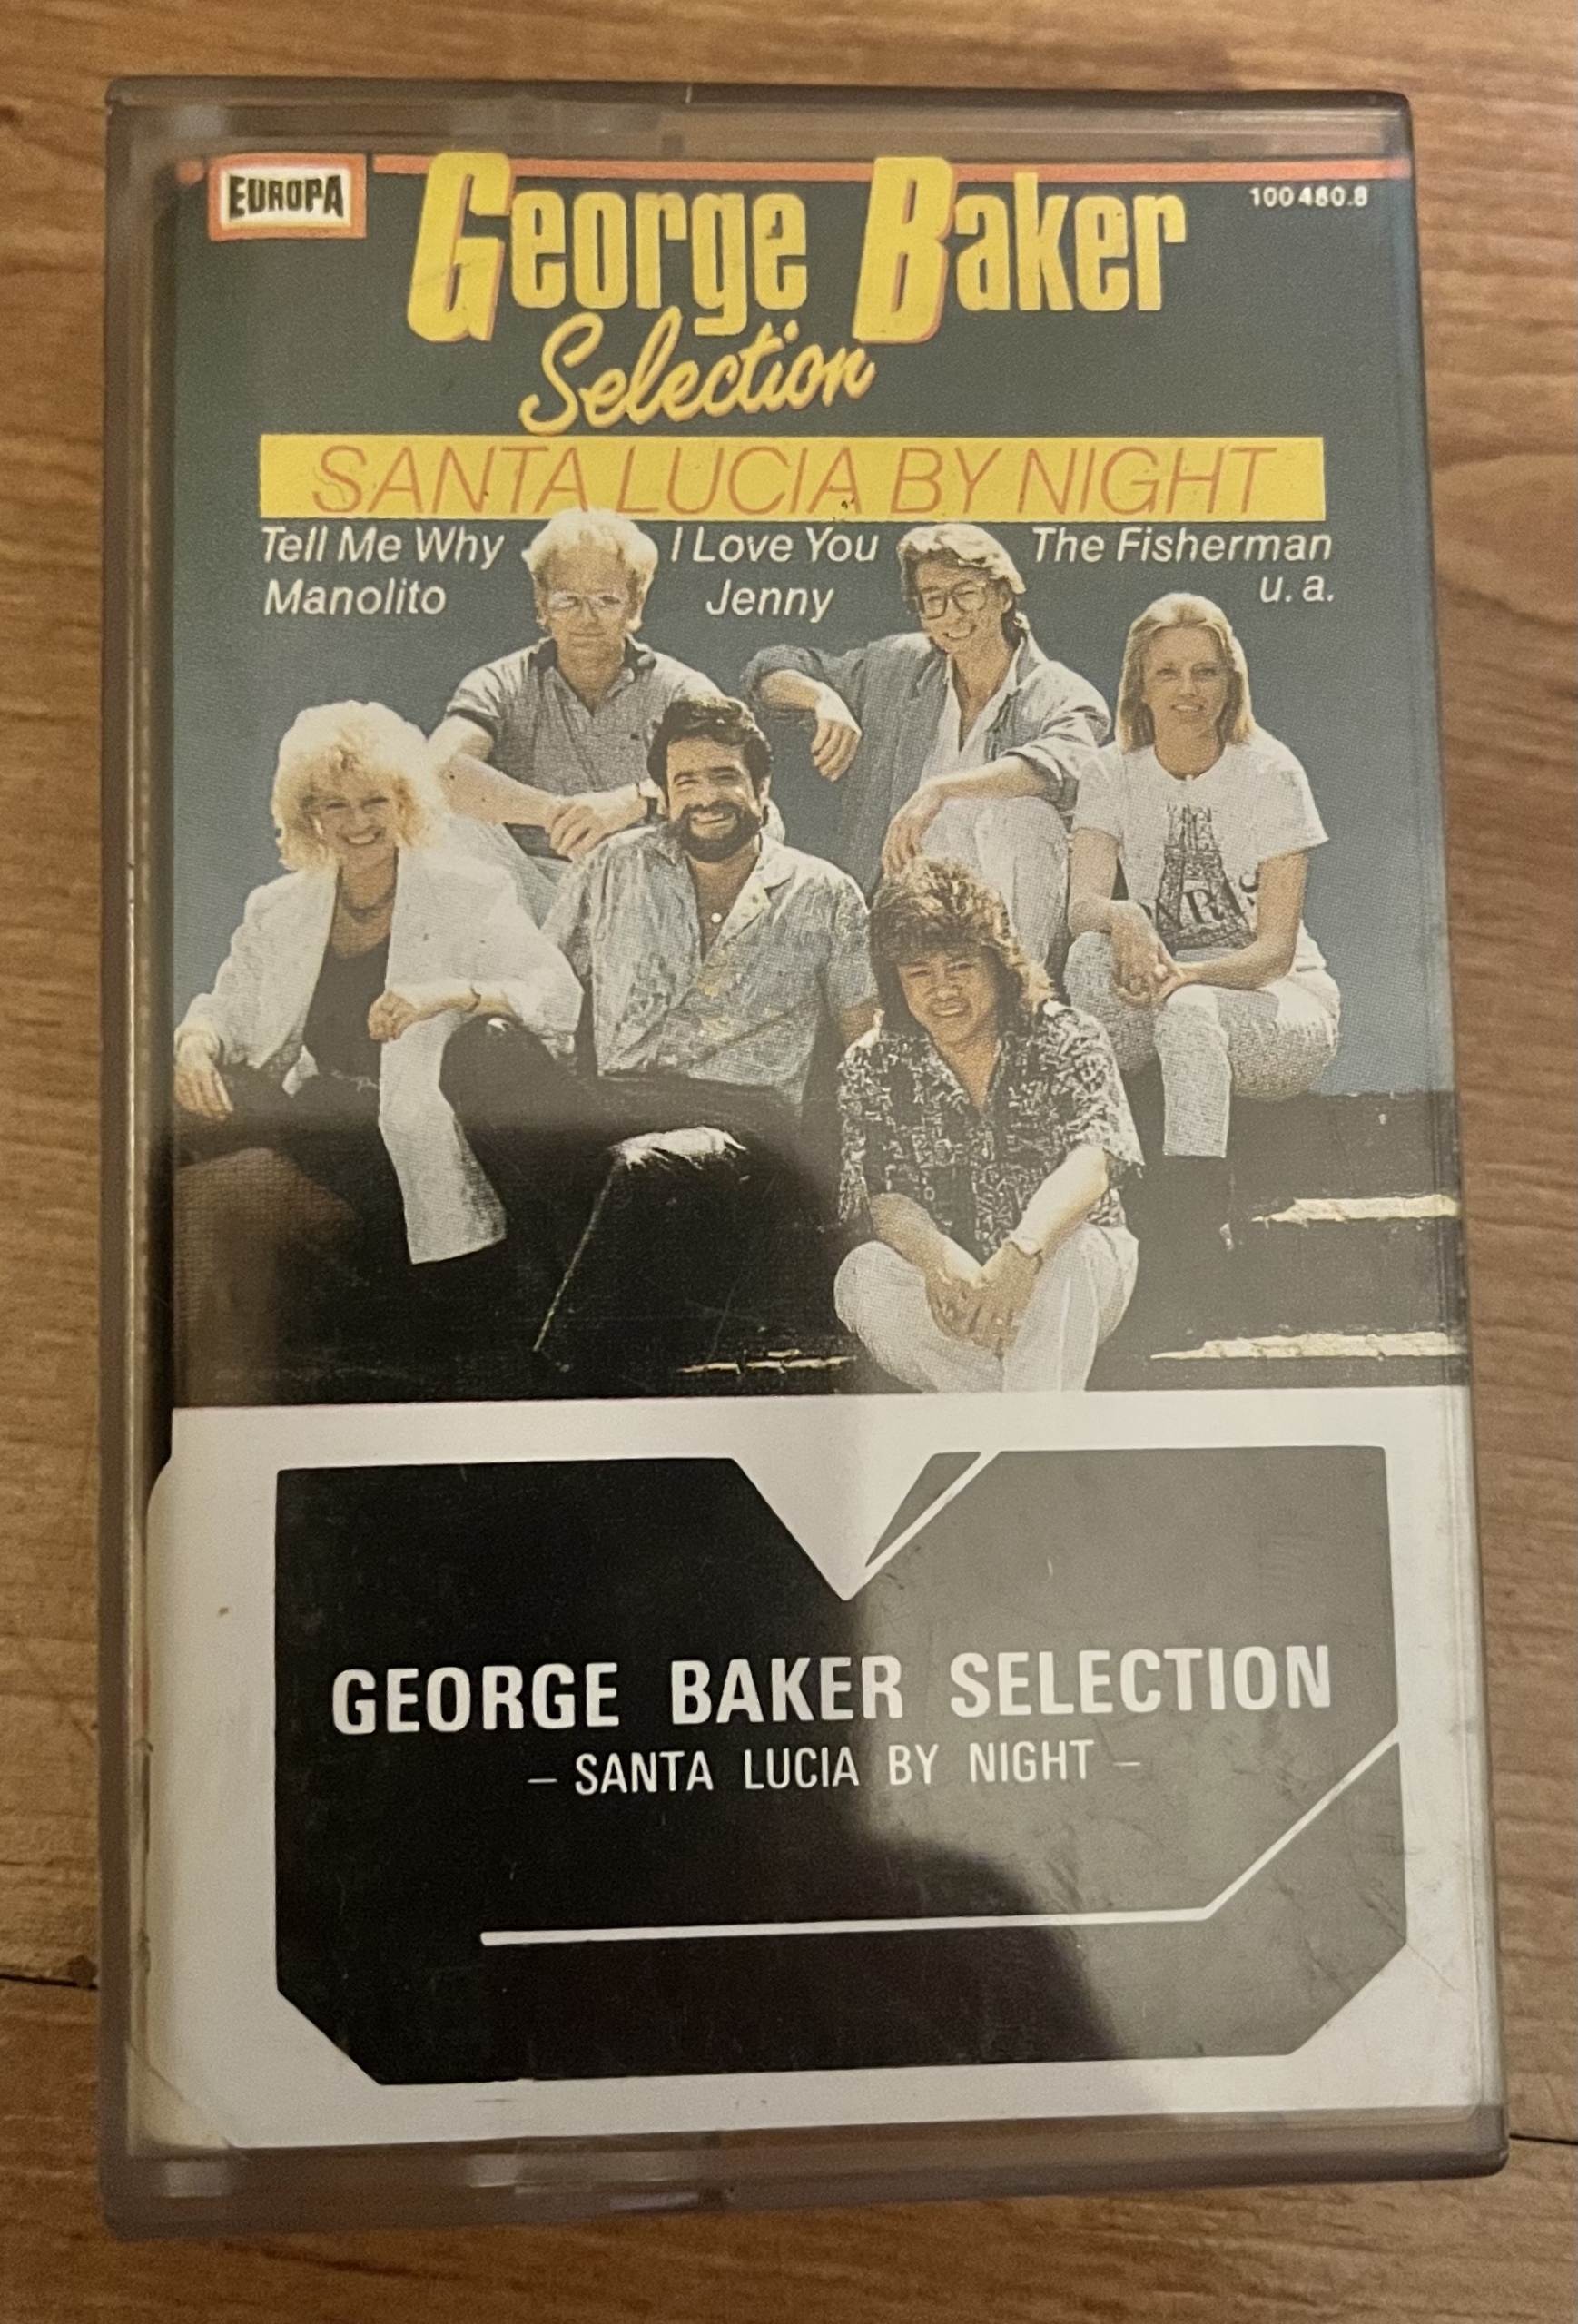 EUROPA
100 480.8
George Baker
Selection
SANTA LUCIA BY NIGHT
Tell Me Why I Love You The Fisherman
Manolito Jenny u. a.
PARIS
GEORGE BAKER SELECTION
– SANTA LUCIA BY NIGHT –